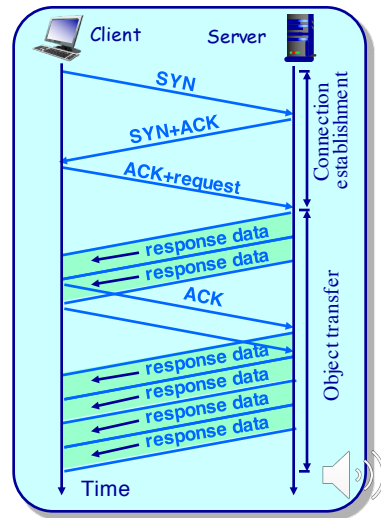 Client
Server
SYN
SYN+ACK
ACK+request
Connection
establishment
response data
response data
ACK
Object transfer
response data
response data
response data
response data
Time